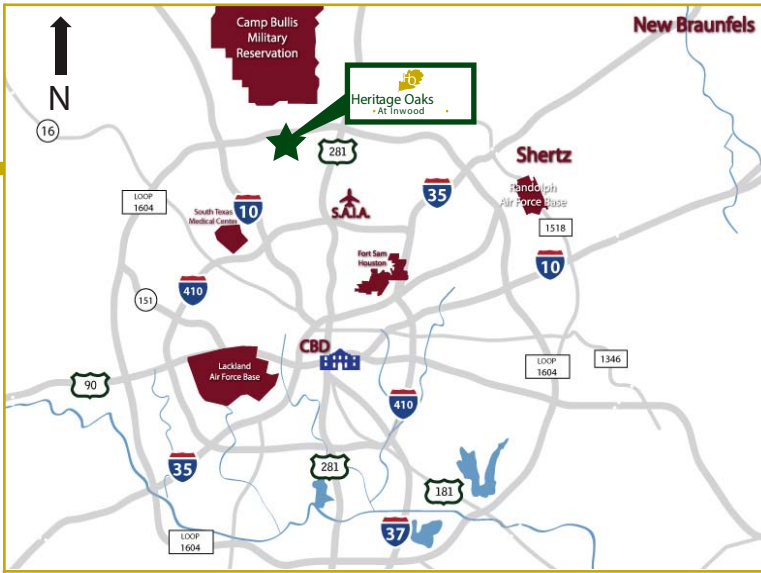 Camp Bullis
Military
Reservation
New Braunfels
N
HO
Heritage Oaks
• At Inwood •
16
281
Shertz
35
Randolph
Air Force Base
LOOP
1604
10
S.A.I.A.
South Texas
Medical Center
1518
Fort Sam
Houston
10
410
151
CBD
LOOP
1604
1346
Lackland
Air Force Base
90
410
35
281
181
37
LOOP
1604